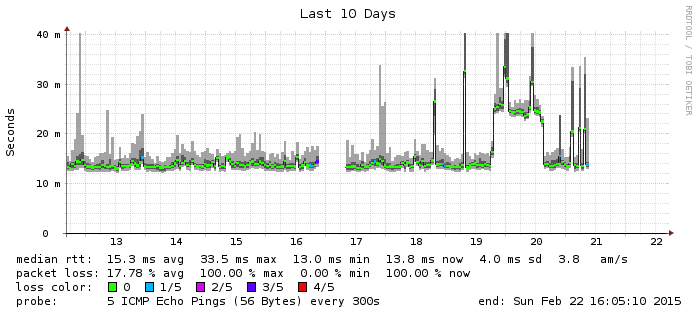 Last 10 Days
RRDTOOL / TOBI OETIKER
Seconds
40 m
30 m
20 m
10 m
0
13 14 15 16 17 18 19 20 21 22
median rtt: 15.3 ms avg 33.5 ms max 13.0 ms min 13.8 ms now 4.0 ms sd 3.8 am/s
packet loss: 17.78 % avg 100.00 % max 0.00 % min 100.00 % now
loss color: 0 1/5 2/5 3/5 4/5
probe: 5 ICMP Echo Pings (56 Bytes) every 300s end: Sun Feb 22 16:05:10 2015